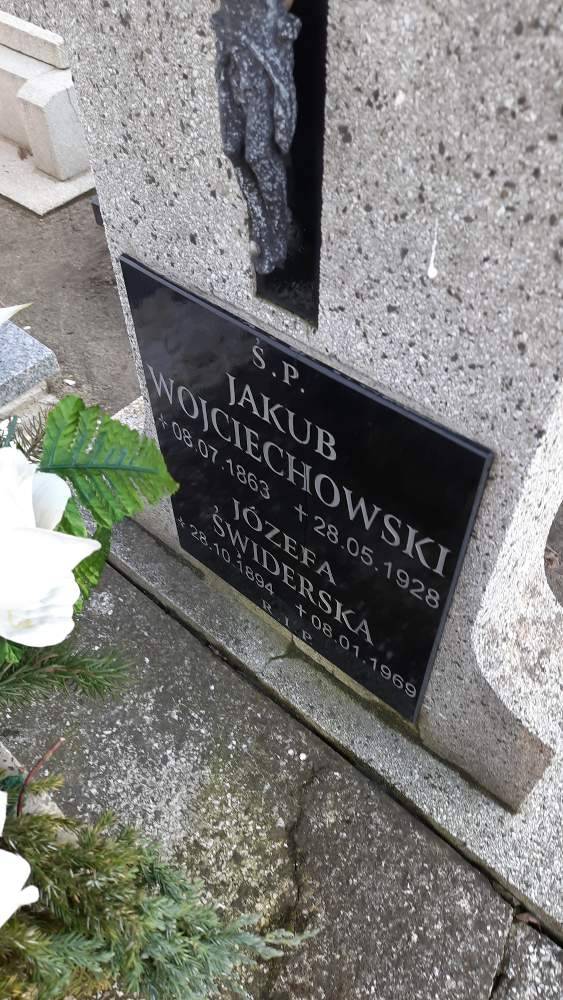 Ś.P.
JAKUB
WOJCIECHOWSKI
* 08.07.1863 † 28.05.1928
JÓZEFA
ŚWIDERSKA
* 28.10.1894 † 08.01.1969
R.I.P.